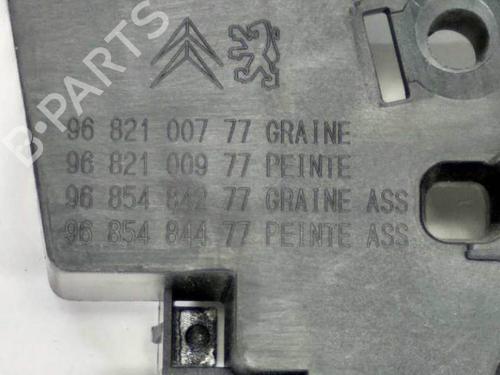 B-PARTS
96 821 007 77 GRAINE
96 821 009 77 PEINTE
96 854 842 77 GRAINE ASS
96 854 844 77 PEINTE ASS